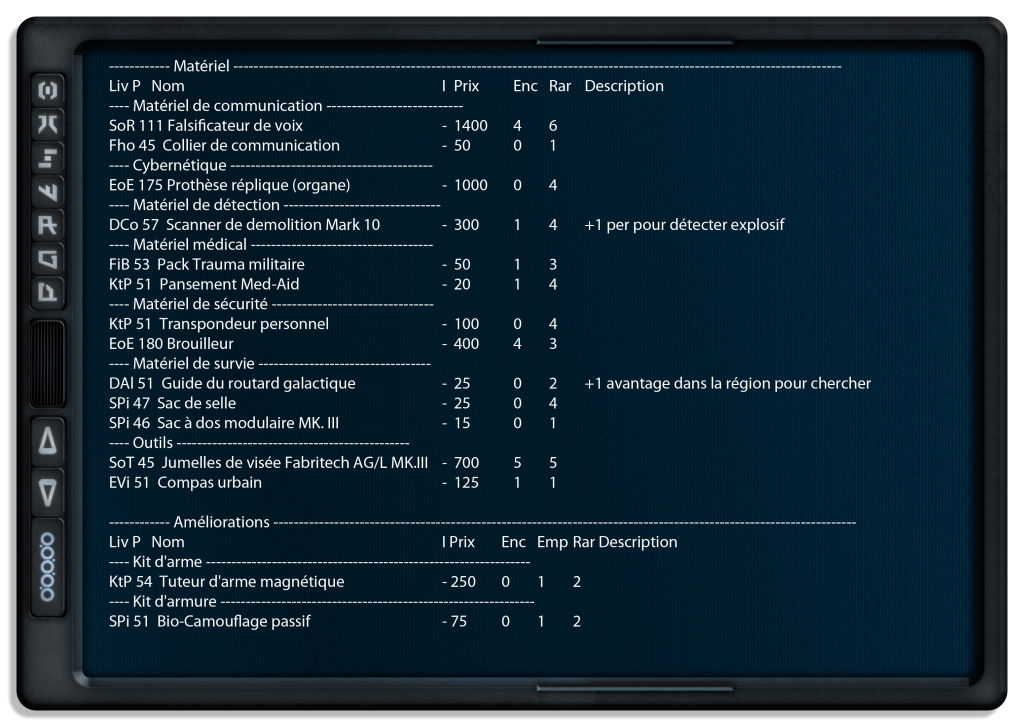 ------------ Matériel ------------------------------------------------------------------------------------------------------------------------
Liv P Nom I Prix Enc Rar Description
---- Matériel de communication ---------------------------
SoR 111 Falsificateur de voix - 1400 4 6
Fho 45 Collier de communication - 50 0 1
---- Cybernétique ----------------------------------------
EoE 175 Prothèse réplique (organe) - 1000 0 4
---- Matériel de détection -------------------------------
DCo 57 Scanner de demolition Mark 10 - 300 1 4 +1 per pour détecter explosif
---- Matériel médical ------------------------------------
FiB 53 Pack Trauma militaire - 50 1 3
KtP 51 Pansement Med-Aid - 20 1 4
---- Matériel de sécurité --------------------------------
KtP 51 Transpondeur personnel - 100 0 4
EoE 180 Brouilleur - 400 4 3
---- Matériel de survie ----------------------------------
DAl 51 Guide du routard galactique - 25 0 2 +1 avantage dans la région pour chercher
SPi 47 Sac de selle - 25 0 4
SPi 46 Sac à dos modulaire MK. III - 15 0 1
---- Outils ----------------------------------------------
SoT 45 Jumelles de visée Fabritech AG/L MK.III - 700 5 5
EVi 51 Compas urbain - 125 1 1
------------ Améliorations -------------------------------------------------------------------------------------------------------------------
Liv P Nom I Prix Enc Emp Rar Description
---- Kit d'arme ----------------------------------------------------------------
KtP 54 Tuteur d'arme magnétique - 250 0 1 2
---- Kit d'armure --------------------------------------------------------------
SPi 51 Bio-Camouflage passif - 75 0 1 2